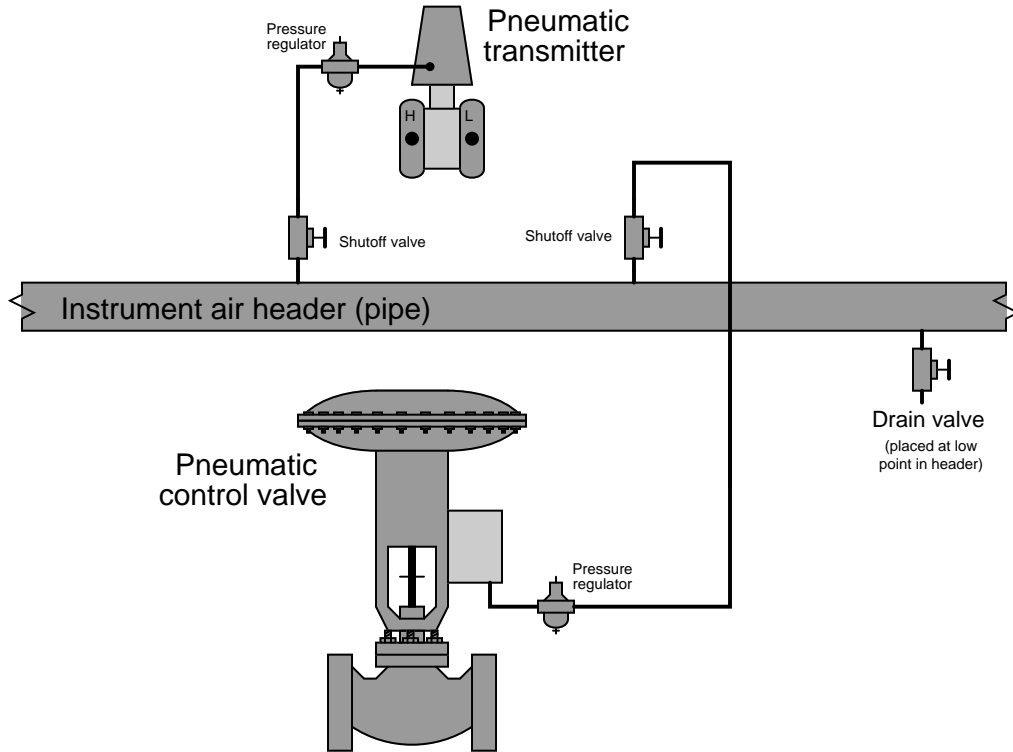 Pressure
regulator
Pneumatic
transmitter
H
L
Shutoff valve
Shutoff valve
Instrument air header (pipe)
Drain valve
(placed at low
point in header)
Pneumatic
control valve
Pressure
regulator